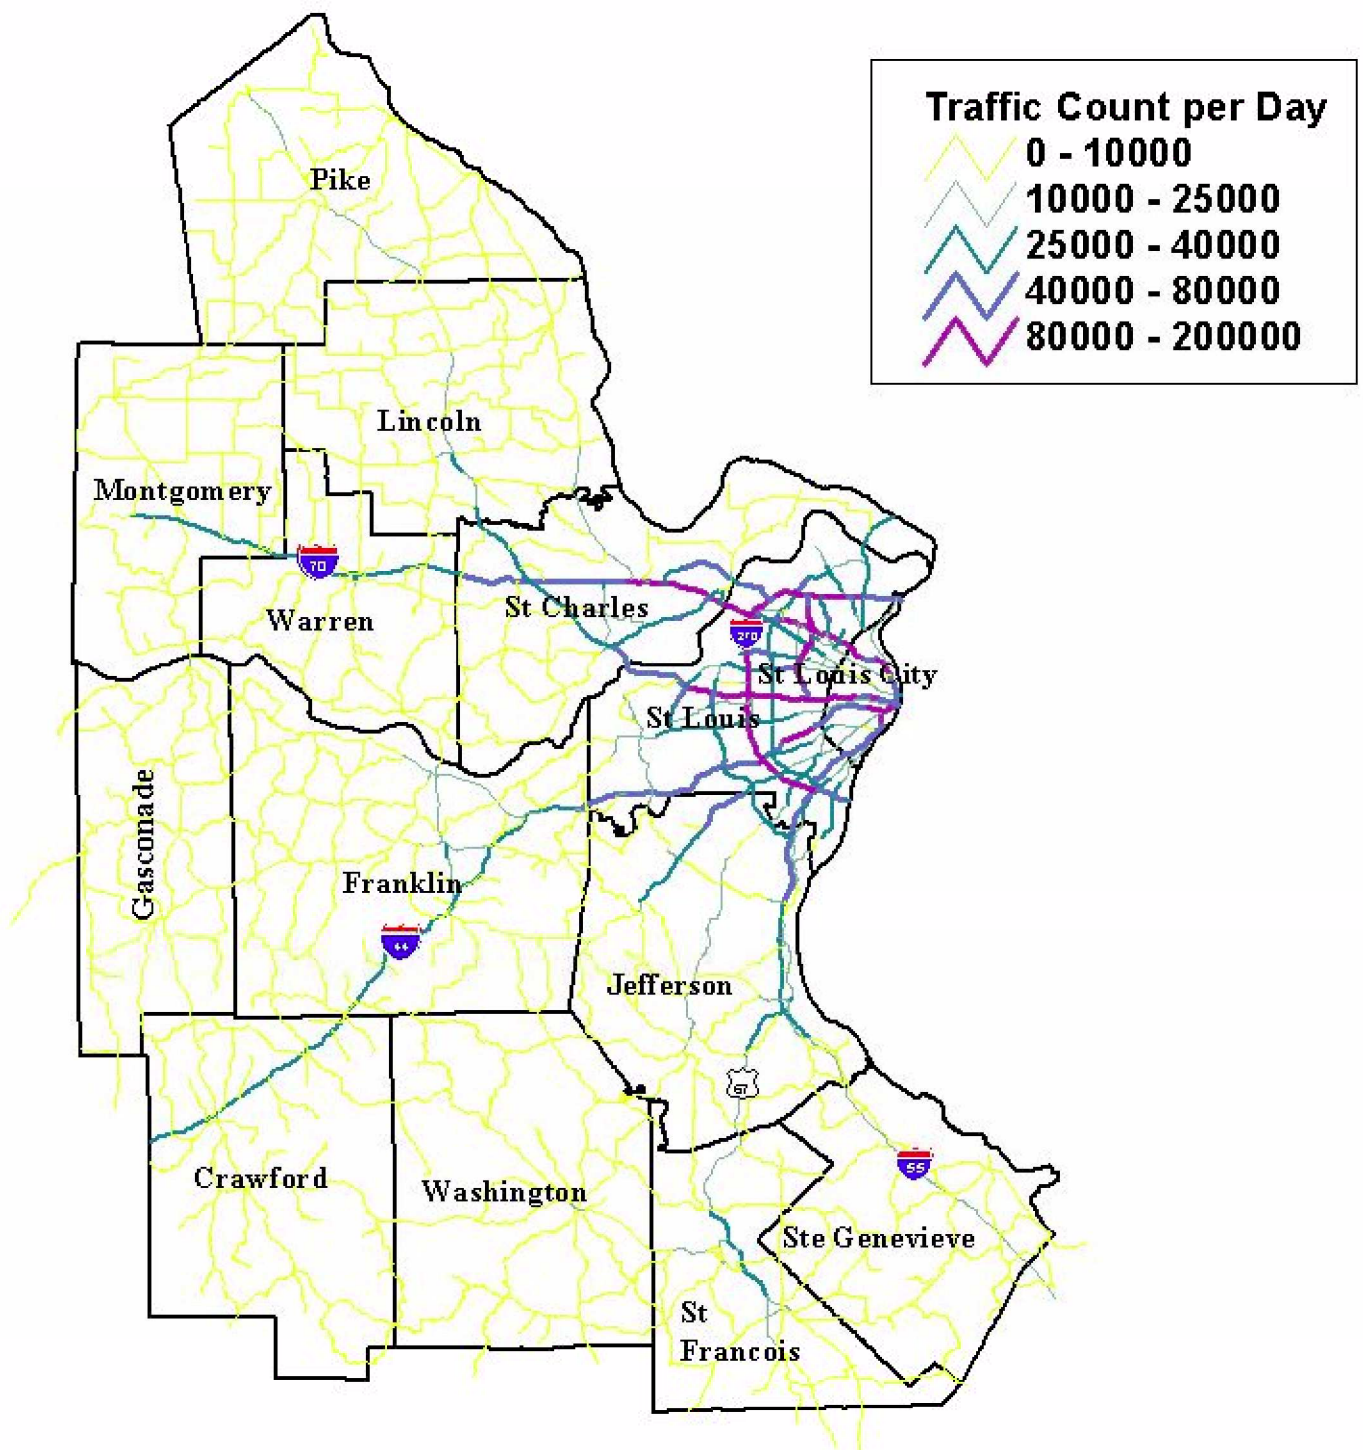 Traffic Count per Day
0 - 10000
10000 - 25000
25000 - 40000
40000 - 80000
80000 - 200000
Pike
Lincoln
Montgomery
70
Warren
St Charles
270
St Louis City
St Louis
Gasconade
Franklin
44
Jefferson
67
Crawford
Washington
55
Ste Genevieve
St
Francois